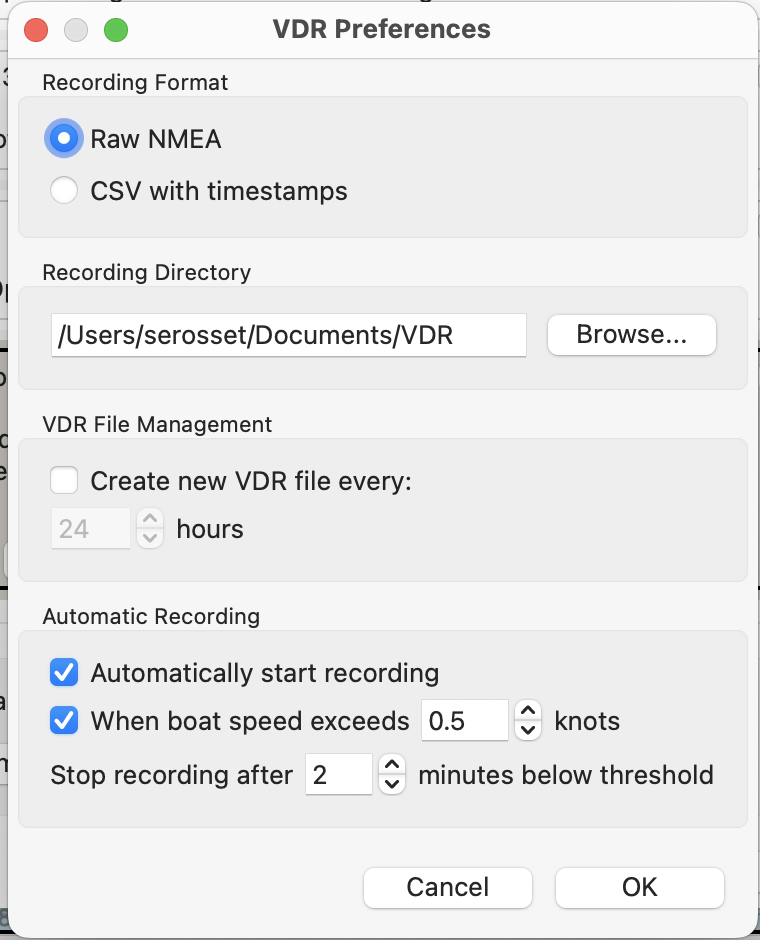 VDR Preferences
Recording Format
Raw NMEA
CSV with timestamps
Recording Directory
/Users/serosset/Documents/VDR
Browse...
VDR File Management
Create new VDR file every:
24 hours
Automatic Recording
Automatically start recording
When boat speed exceeds 0.5 knots
Stop recording after 2 minutes below threshold
Cancel OK